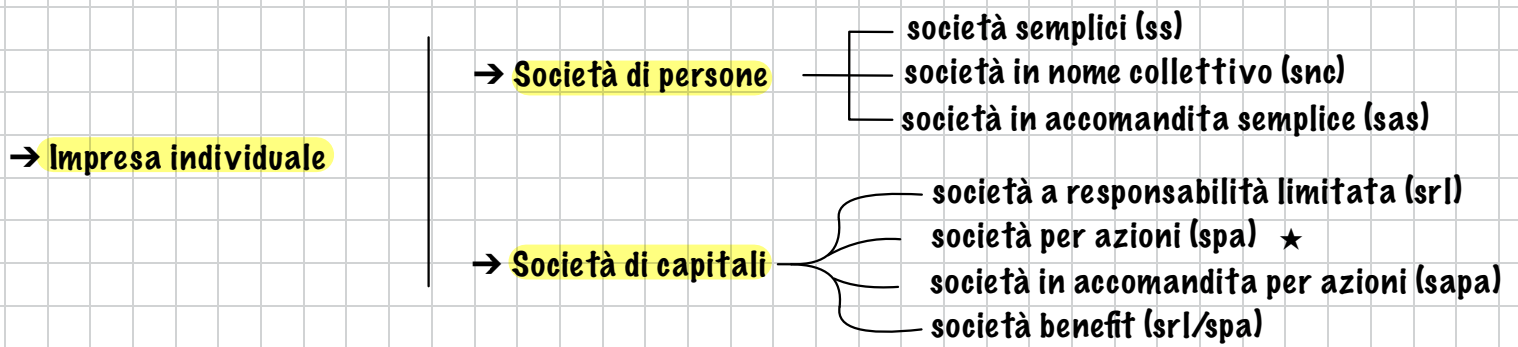 → Impresa individuale
→ Società di persone
società semplici (ss)
società in nome collettivo (snc)
società in accomandita semplice (sas)
→ Società di capitali
società a responsabilità limitata (srl)
società per azioni (spa) ★
società in accomandita per azioni (sapa)
società benefit (srl/spa)